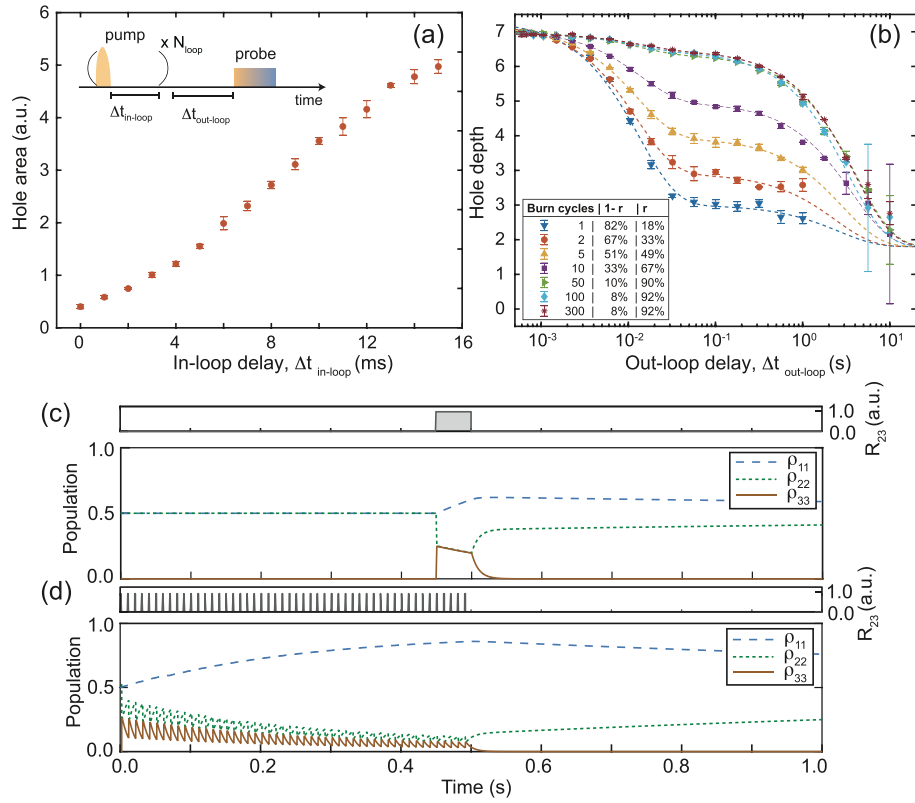 (a)
pump
x N loop
probe
time
Δt in-loop
Δt out-loop
Hole area (a.u.)
6
5
4
3
2
1
0
0 4 8 12 16
In-loop delay, Δt in-loop (ms)
(b)
Hole depth
7
6
5
3
2
1
0
Burn cycles | 1- r | r
1 | 82% | 18%
2 | 67% | 33%
5 | 51% | 49%
10 | 33% | 67%
50 | 10% | 90%
100 | 8% | 92%
300 | 8% | 92%
10⁻³ 10⁻² 10⁻¹ 10⁰ 10¹
Out-loop delay, Δt out-loop (s)
(c)
1.0
0.0
R₂₃ (a.u.)
Population
1.0
0.5
0.0
ρ₁₁
ρ₂₂
ρ₃₃
(d)
1.0
0.0
R₂₃ (a.u.)
Population
1.0
0.5
0.0
ρ₁₁
ρ₂₂
ρ₃₃
0.0 0.2 0.4 0.6 0.8 1.0
Time (s)